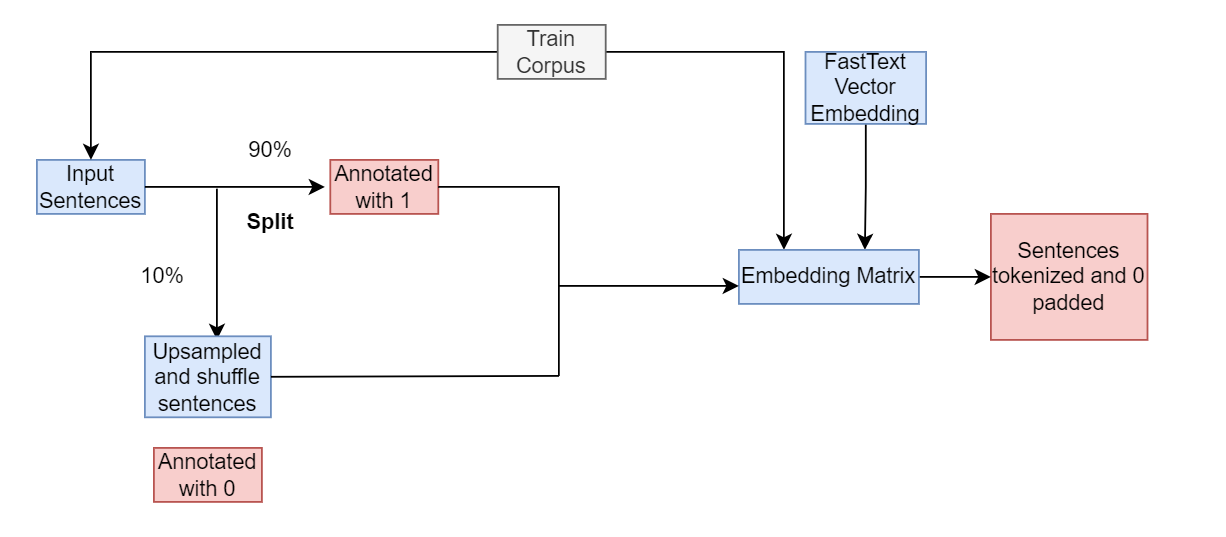 Train
Corpus
FastText
Vector
Embedding
90%
Input
Sentences
Annotated
with 1
Split
10%
Embedding Matrix
Sentences
tokenized and 0
padded
Upsampled
and shuffle
sentences
Annotated
with 0